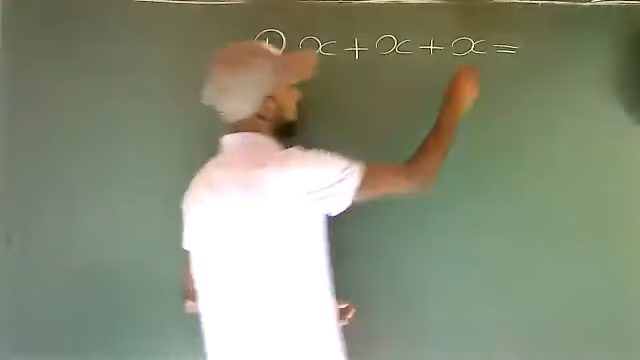 ① x + x + x =